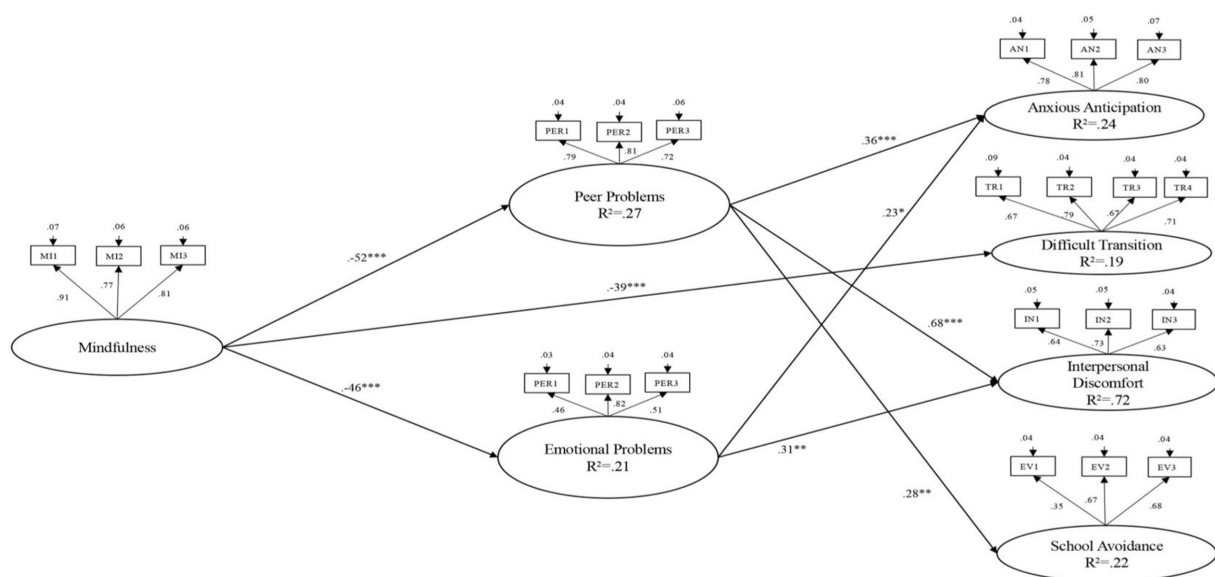 .04 .05 .07
AN1 AN2 AN3
.78 .81 .80
Anxious Anticipation
R²=.24
.04 .04 .06
PER1 PER2 PER3
.79 .81 .72
Peer Problems
R²=.27
.36***
.23*
.09 .04 .04 .04
TR1 TR2 TR3 TR4
.67 .79 .67 .71
Difficult Transition
R²=.19
.07 .06 .06
MI1 MI2 MI3
.91 .77 .81
Mindfulness
.-52***
.-39***
.-46***
.68***
.05 .05 .04
IN1 IN2 IN3
.64 .73 .63
Interpersonal
Discomfort
R²=.72
.03 .04 .04
PER1 PER2 PER3
.46 .82 .51
Emotional Problems
R²=.21
.31**
.28**
.04 .04 .04
EV1 EV2 EV3
.35 .67 .68
School Avoidance
R²=.22